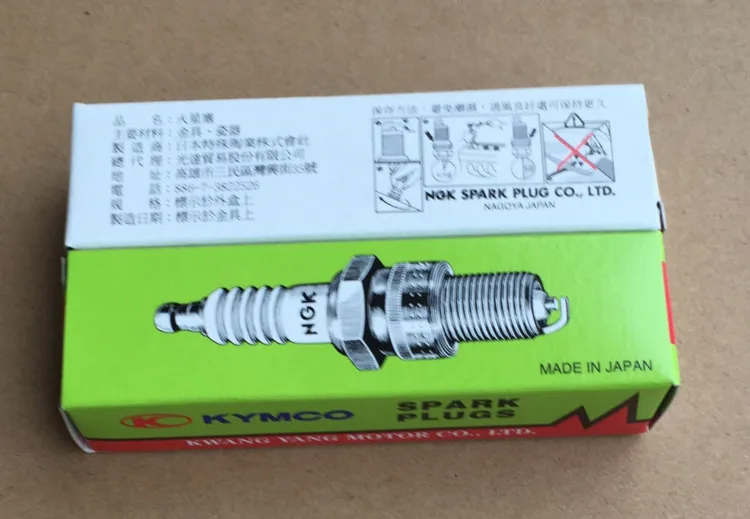 品名：火星塞
主要材料：金具、瓷器
製造商：日本特殊陶業株式會社
總代理：光達貿易股份有限公司
地址：高雄市三民區灣興街35號
電話：886-7-3822525
規格：標示於外盒上
製造日期：標示於金具上
保存方法：避免潮濕，通風良好處可保持更久
NGK SPARK PLUG CO., LTD.
NAGOYA JAPAN
NGK
MADE IN JAPAN
KYMCO
SPARK
PLUGS
KWANG YANG MOTOR CO., LTD.